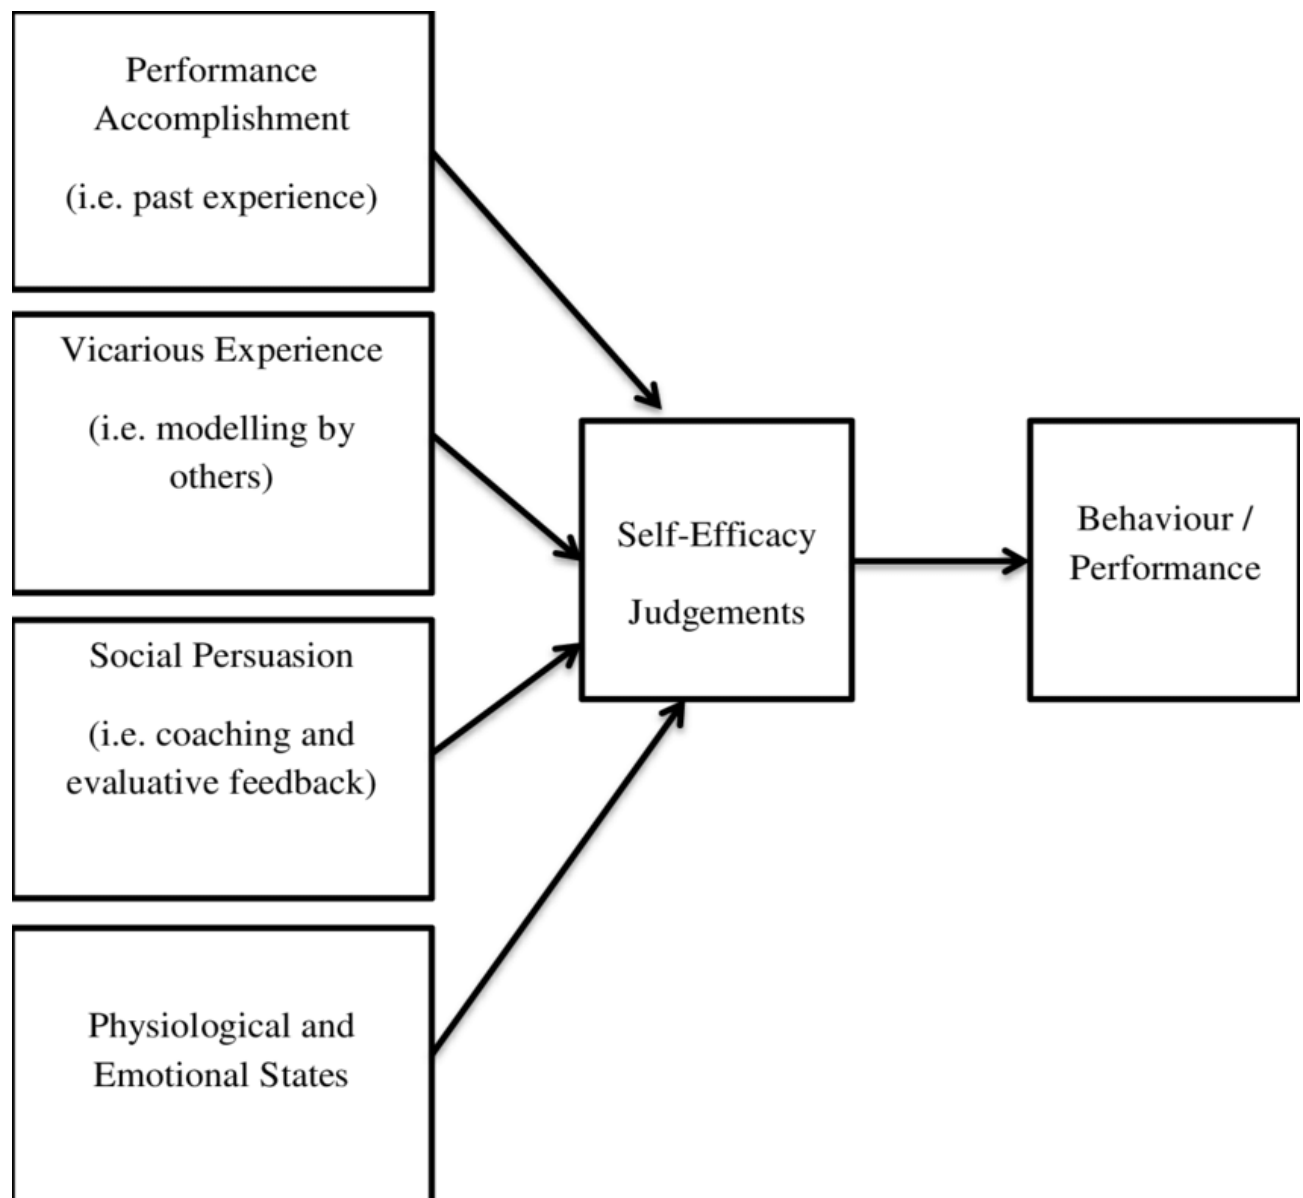 Performance
Accomplishment
(i.e. past experience)
Vicarious Experience
(i.e. modelling by
others)
Social Persuasion
(i.e. coaching and
evaluative feedback)
Physiological and
Emotional States
Self-Efficacy
Judgements
Behaviour /
Performance